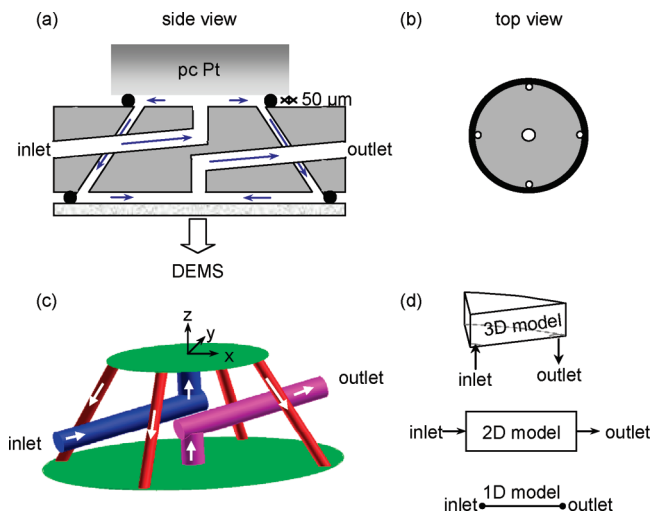 (a) side view
pc Pt
50 µm
inlet
outlet
DEMS
(b) top view
(c)
z
y
x
inlet
outlet
(d)
3D model
inlet
outlet
inlet 2D model outlet
1D model
inlet outlet